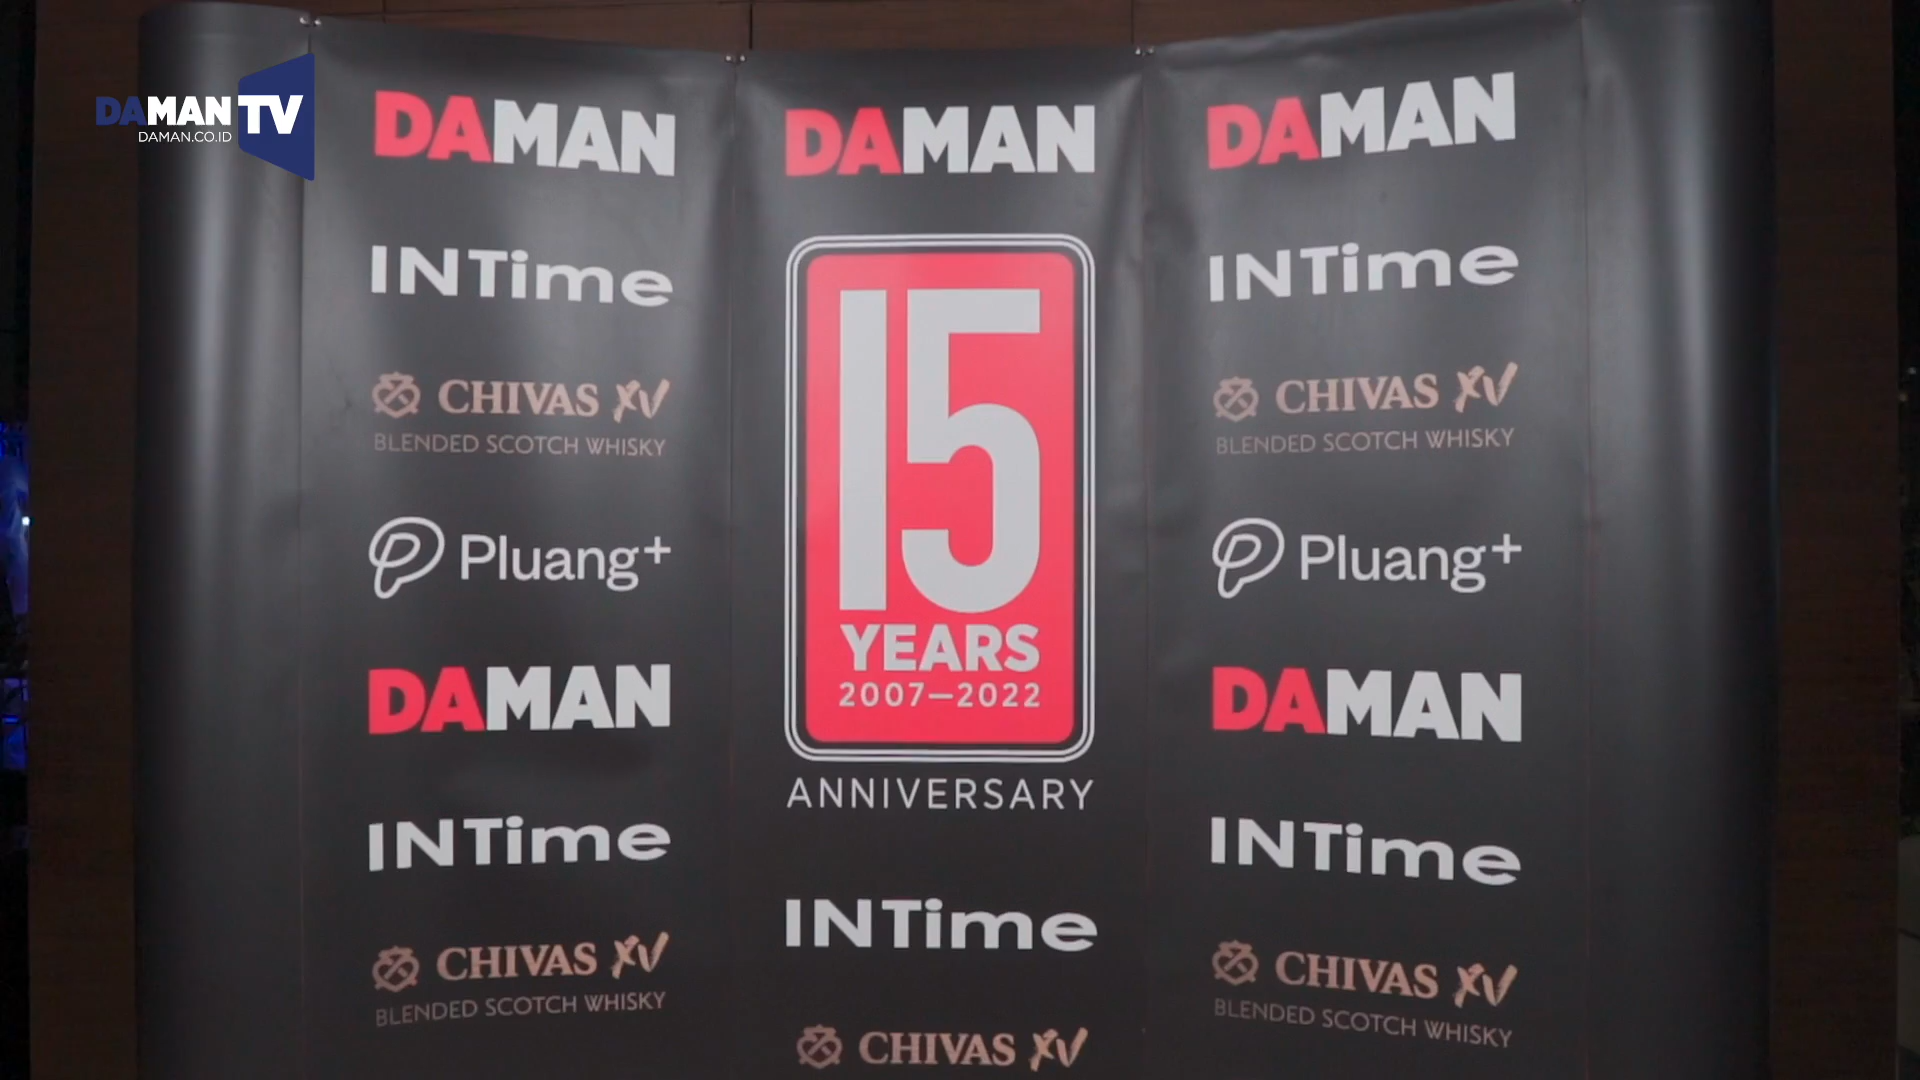 DAMAN TV
DAMAN.CO.ID
DAMAN
INTime
CHIVAS XV
BLENDED SCOTCH WHISKY
Pluang+
DAMAN
INTime
CHIVAS XV
BLENDED SCOTCH WHISKY
DAMAN
15
YEARS
2007—2022
ANNIVERSARY
INTime
CHIVAS XV
DAMAN
INTime
CHIVAS XV
BLENDED SCOTCH WHISKY
Pluang+
DAMAN
INTime
CHIVAS XV
BLENDED SCOTCH WHISKY